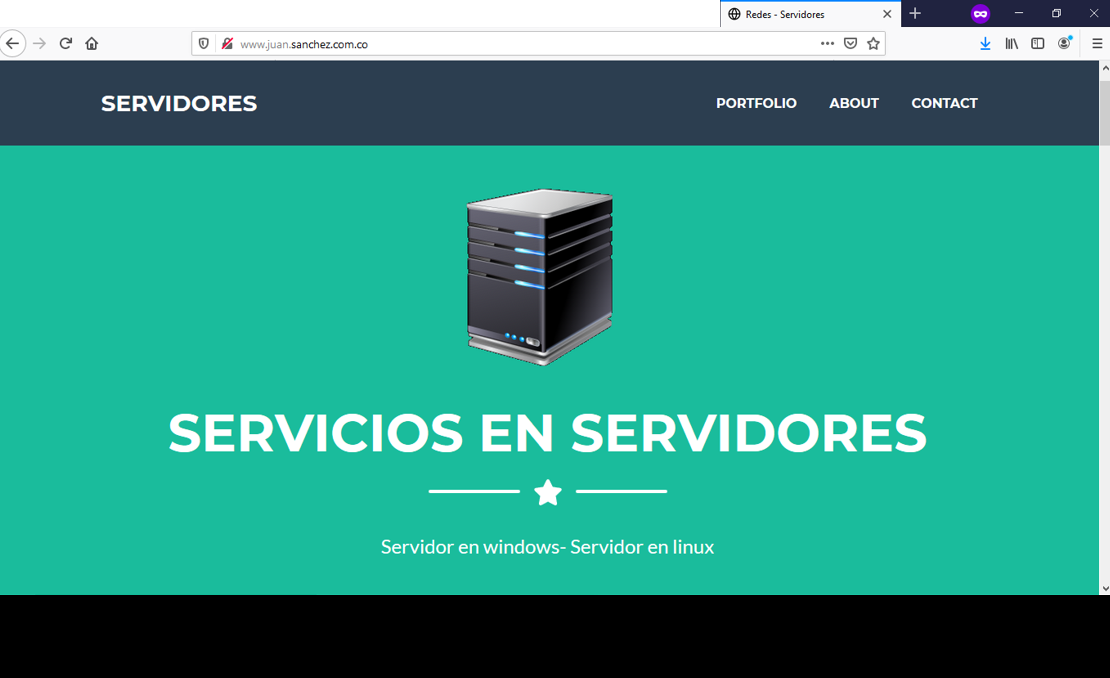 Redes - Servidores
www.juan.sanchez.com.co
SERVIDORES
PORTFOLIO ABOUT CONTACT
SERVICIOS EN SERVIDORES
Servidor en windows- Servidor en linux